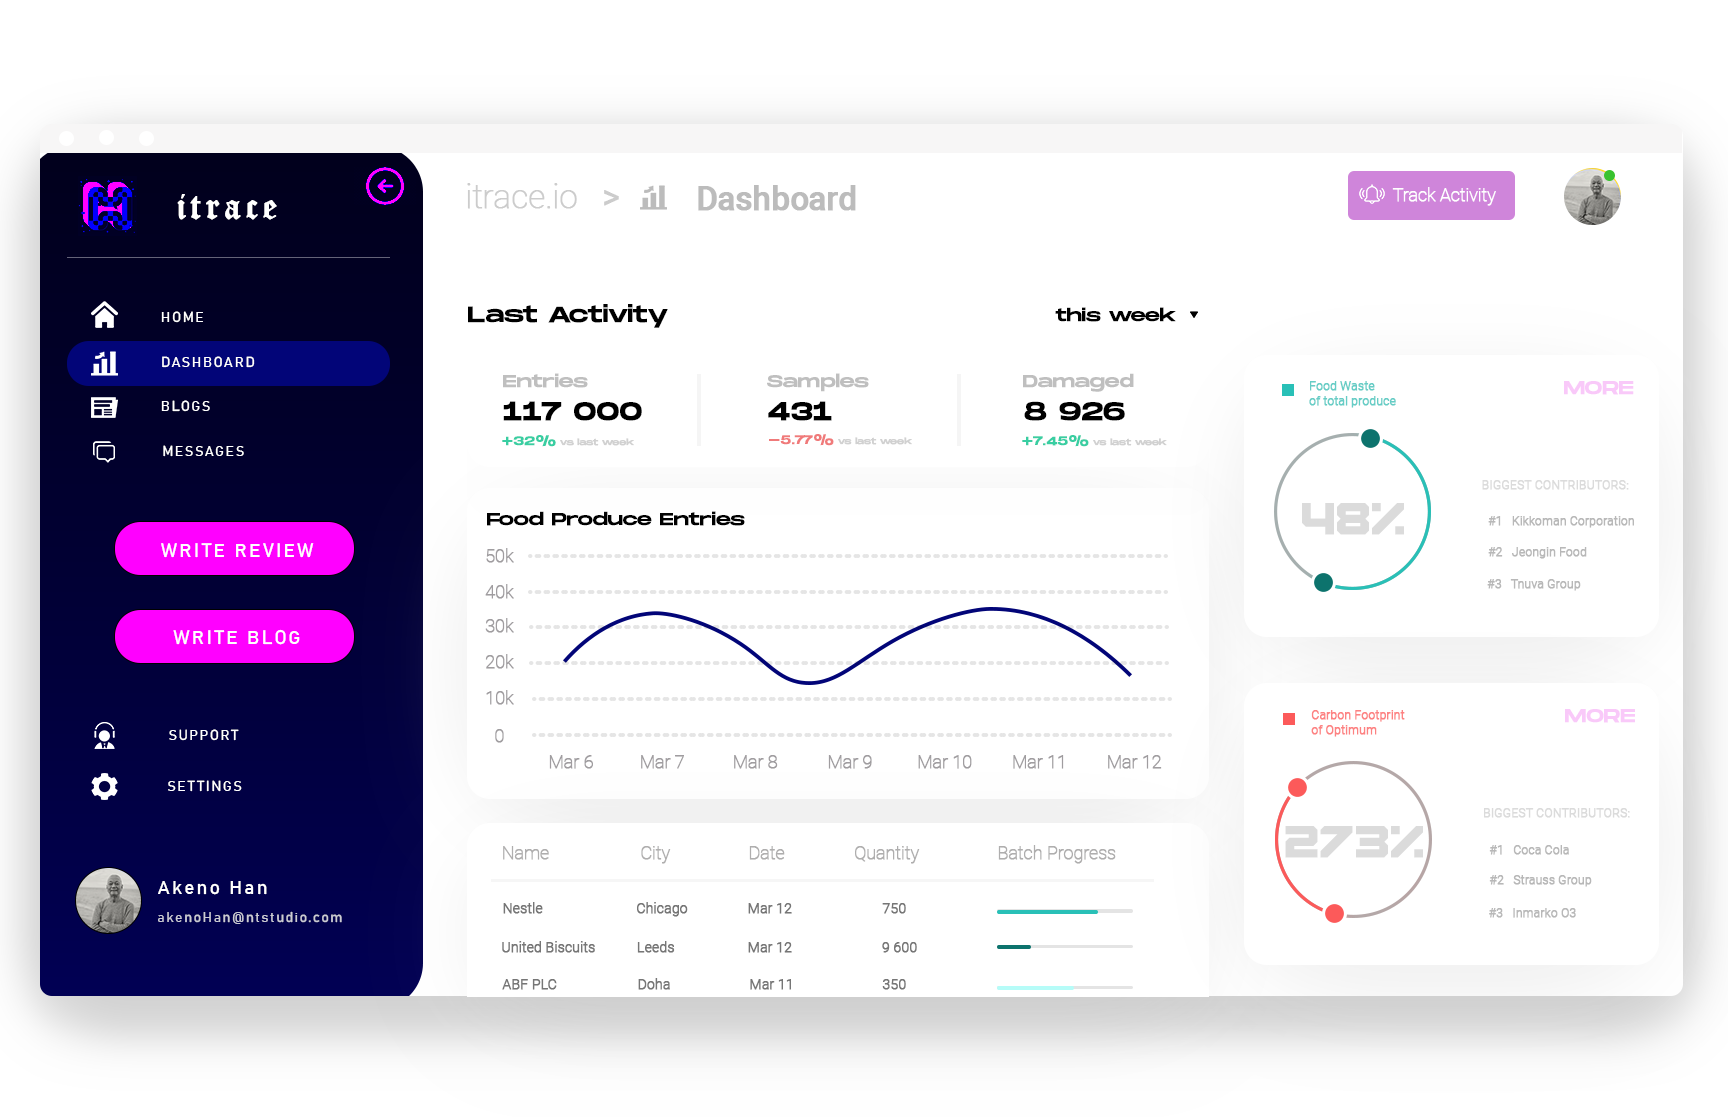 itrace
HOME
DASHBOARD
BLOGS
MESSAGES
WRITE REVIEW
WRITE BLOG
SUPPORT
SETTINGS
Akeno Han
akenoHan@ntstudio.com
itrace.io > Dashboard
Track Activity
Last Activity
this week
Entries
117 000
+32% vs last week
Samples
431
-5.77% vs last week
Damaged
8 926
+7.45% vs last week
Food Produce Entries
50k
40k
30k
20k
10k
0
Mar 6 Mar 7 Mar 8 Mar 9 Mar 10 Mar 11 Mar 12
Name City Date Quantity Batch Progress
Nestle Chicago Mar 12 750
United Biscuits Leeds Mar 12 9 600
ABF PLC Doha Mar 11 350
Food Waste
of total produce
MORE
48%
BIGGEST CONTRIBUTORS:
#1 Kikkoman Corporation
#2 Jeongin Food
#3 Tnuva Group
Carbon Footprint
of Optimum
MORE
273%
BIGGEST CONTRIBUTORS:
#1 Coca Cola
#2 Strauss Group
#3 Inmarko O3